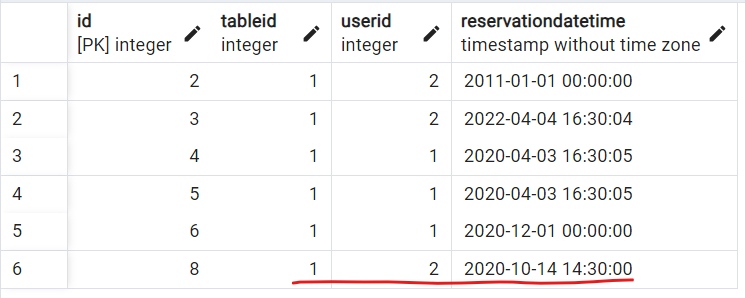 id tableid userid reservationdatetime
[PK] integer integer integer timestamp without time zone
1 2 1 2 2011-01-01 00:00:00
2 3 1 2 2022-04-04 16:30:04
3 4 1 1 2020-04-03 16:30:05
4 5 1 1 2020-04-03 16:30:05
5 6 1 1 2020-12-01 00:00:00
6 8 1 2 2020-10-14 14:30:00